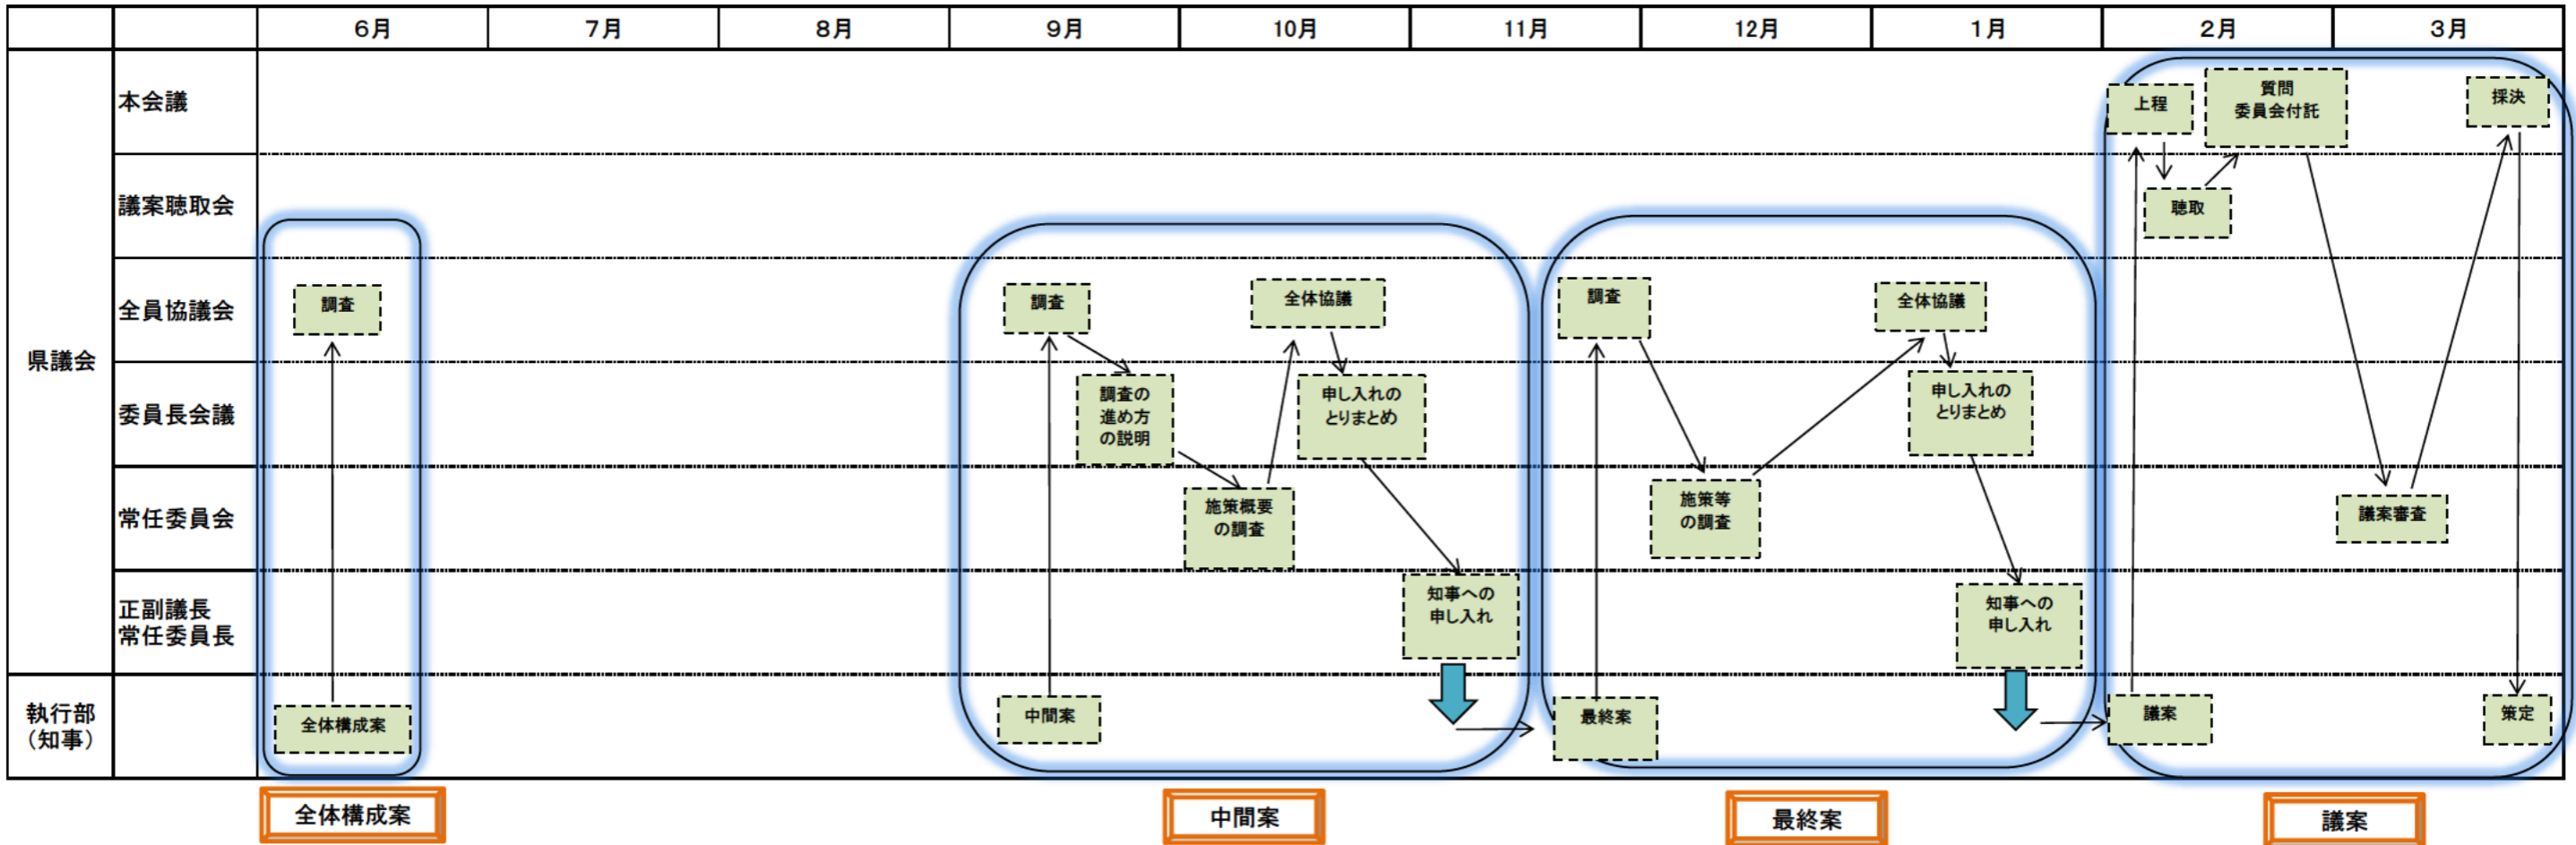 6月
7月
8月
9月
10月
11月
12月
1月
2月
3月
県議会
本会議
上程
質問
委員会付託
採決
議案聴取会
聴取
全員協議会
調査
調査
全体協議
調査
全体協議
委員長会議
調査の
進め方
の説明
申し入れの
とりまとめ
申し入れの
とりまとめ
常任委員会
施策概要
の調査
施策等
の調査
議案審査
正副議長
常任委員長
知事への
申し入れ
知事への
申し入れ
執行部
（知事）
全体構成案
中間案
最終案
議案
策定
全体構成案
中間案
最終案
議案